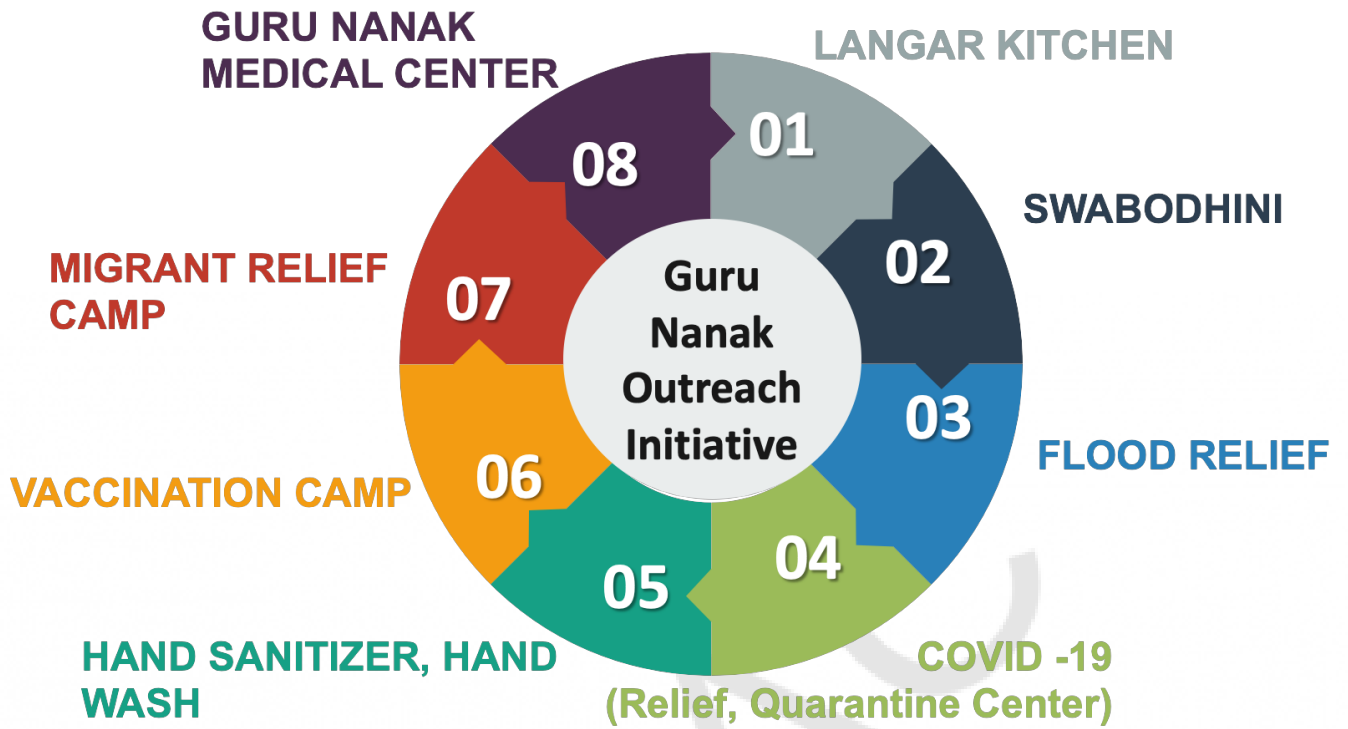 Guru
Nanak
Outreach
Initiative
01
LANGAR KITCHEN
02
SWABODHINI
03
FLOOD RELIEF
04
COVID -19
(Relief, Quarantine Center)
05
HAND SANITIZER, HAND
WASH
06
VACCINATION CAMP
07
MIGRANT RELIEF
CAMP
08
GURU NANAK
MEDICAL CENTER